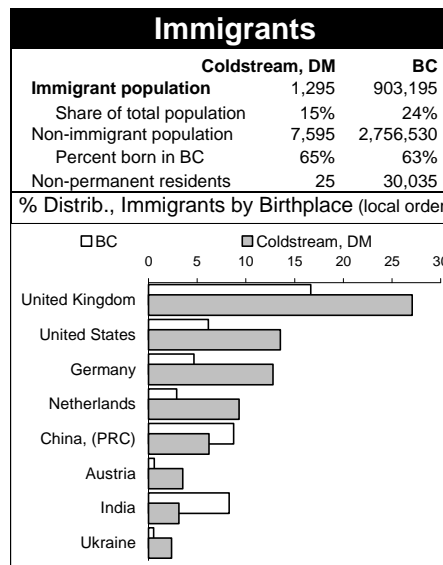 Immigrants
Coldstream, DM BC
Immigrant population 1,295 903,195
Share of total population 15% 24%
Non-immigrant population 7,595 2,756,530
Percent born in BC 65% 63%
Non-permanent residents 25 30,035
% Distrib., Immigrants by Birthplace (local order
BC Coldstream, DM
0 5 10 15 20 25 30
United Kingdom
United States
Germany
Netherlands
China, (PRC)
Austria
India
Ukraine